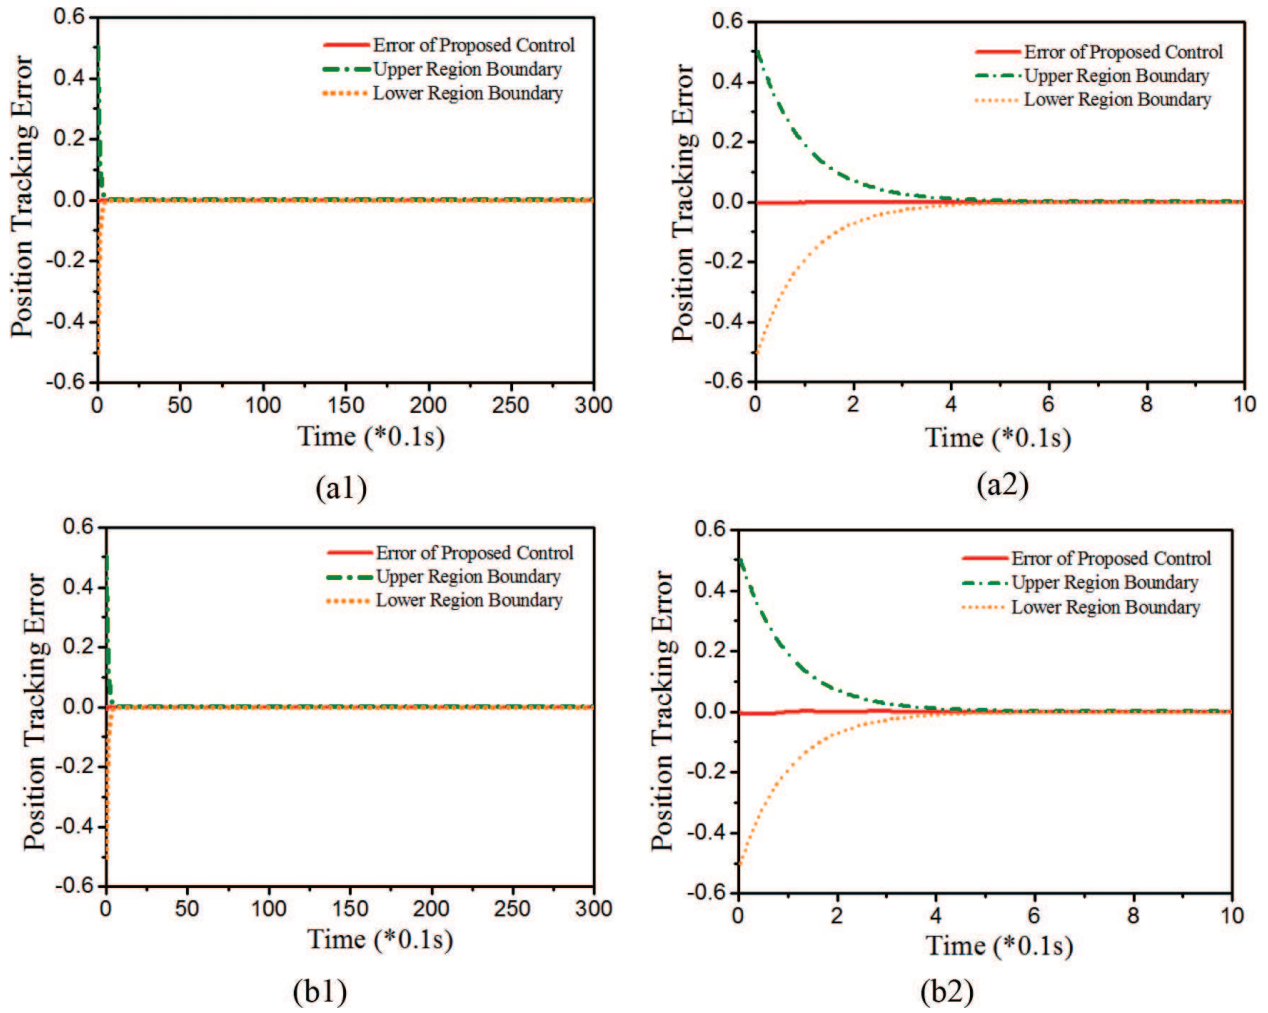 Position Tracking Error
0.6
0.4
0.2
0.0
-0.2
-0.4
-0.6
Error of Proposed Control
Upper Region Boundary
Lower Region Boundary
0 50 100 150 200 250 300
Time (*0.1s)
(a1)
Position Tracking Error
0.6
0.4
0.2
0.0
-0.2
-0.4
-0.6
Error of Proposed Control
Upper Region Boundary
Lower Region Boundary
0 2 4 6 8 10
Time (*0.1s)
(a2)
Position Tracking Error
0.6
0.4
0.2
0.0
-0.2
-0.4
-0.6
Error of Proposed Control
Upper Region Boundary
Lower Region Boundary
0 50 100 150 200 250 300
Time (*0.1s)
(b1)
Position Tracking Error
0.6
0.4
0.2
0.0
-0.2
-0.4
-0.6
Error of Proposed Control
Upper Region Boundary
Lower Region Boundary
0 2 4 6 8 10
Time (*0.1s)
(b2)